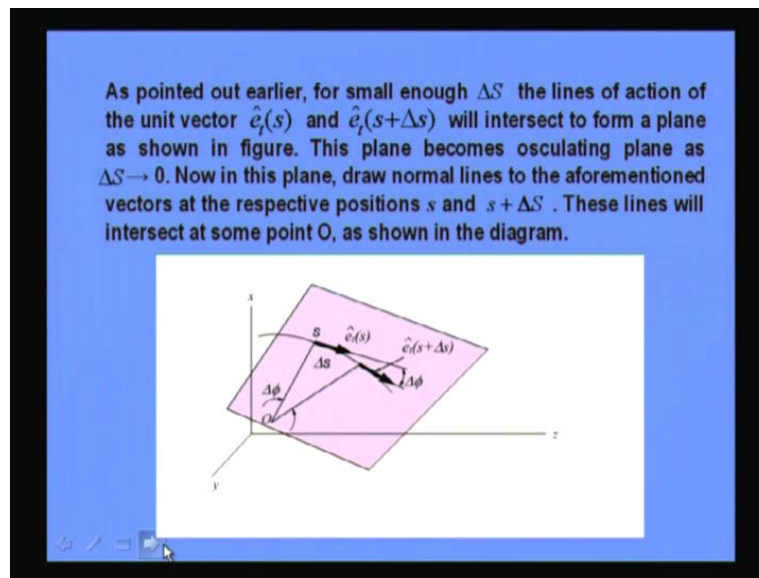 As pointed out earlier, for small enough ΔS the lines of action of
the unit vector ê_t(s) and ê_t(s+Δs) will intersect to form a plane
as shown in figure. This plane becomes osculating plane as
ΔS→ 0. Now in this plane, draw normal lines to the aforementioned
vectors at the respective positions s and s+ΔS . These lines will
intersect at some point O, as shown in the diagram.
x
S
ê_t(s)
ê_t(s+Δs)
ΔS
Δϕ
Δϕ
O
z
y